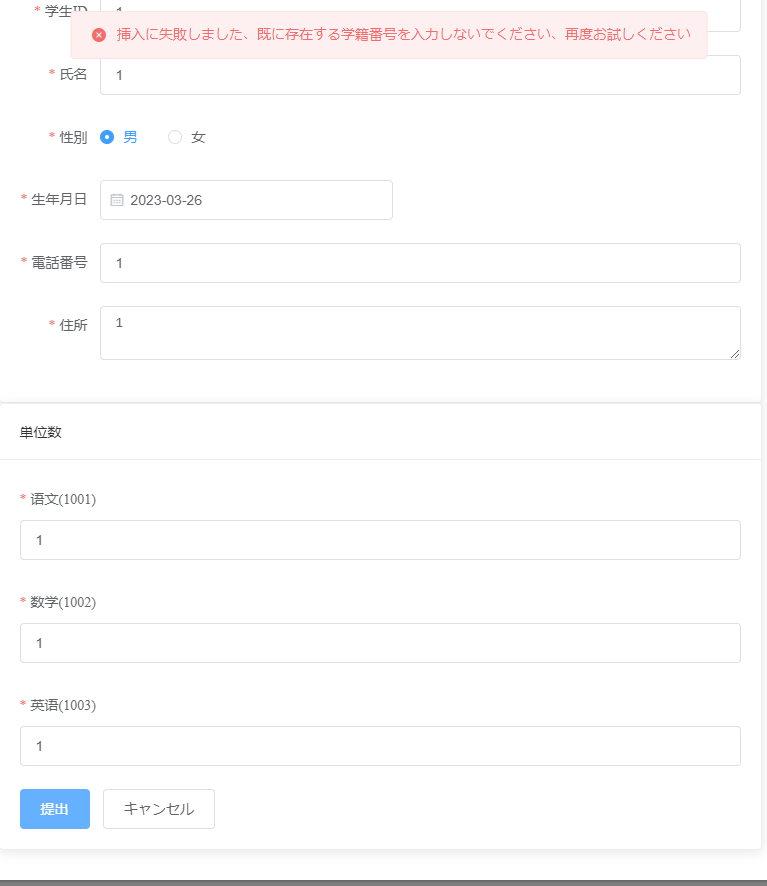 * 学生ID
挿入に失敗しました、既に存在する学籍番号を入力しないでください、再度お試しください
* 氏名 1
* 性別 男 女
* 生年月日 2023-03-26
* 電話番号 1
* 住所 1
単位数
* 语文(1001)
1
* 数学(1002)
1
* 英语(1003)
1
提出 キャンセル